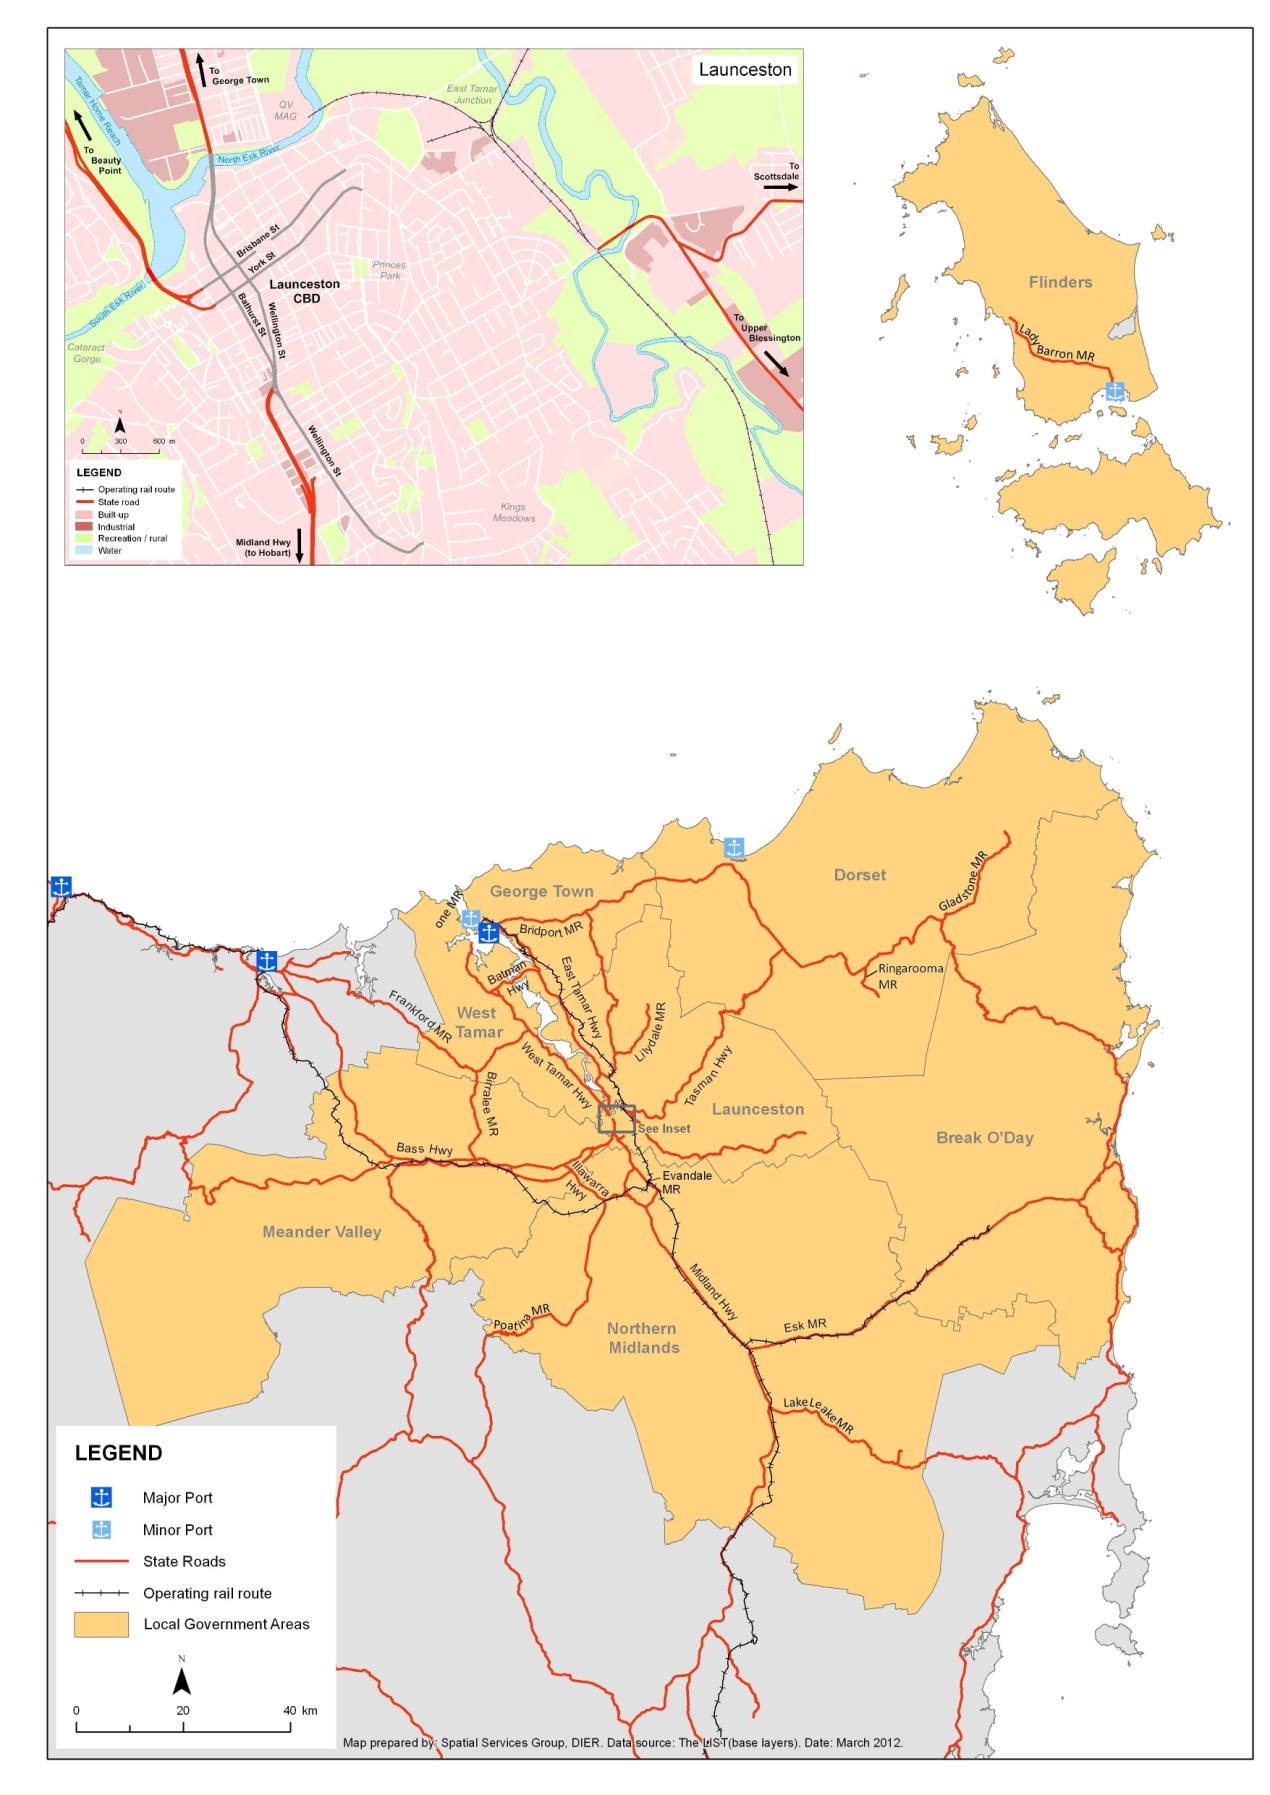 Launceston
To
George Town
QV
MAG
East Tamar
Junction
Tamar Home Reach
To
Beauty
Point
North Esk River
To
Scottsdale
Brisbane St
York St
Princes
Park
Launceston
CBD
South Esk River
Bathurst St
Wellington St
Cataract
Gorge
To
Upper
Blessington
N
0 300 600 m
Wellington St
LEGEND
Operating rail route
State road
Built-up
Industrial
Recreation / rural
Water
Kings
Meadows
Midland Hwy
(to Hobart)
Flinders
Lady Barron MR
George Town
one MR
Bridport MR
Dorset
Gladstone MR
Ringarooma
MR
Batman
Hwy
East Tamar Hwy
Frankford MR
West
Tamar
Lilydale MR
West Tamar Hwy
Tasman Hwy
Birralee MR
Launceston
See Inset
Break O'Day
Bass Hwy
Illawarra
Hwy
Evandale
MR
Meander Valley
Midland Hwy
Poatina MR
Northern
Midlands
Esk MR
Lake Leake MR
LEGEND
Major Port
Minor Port
State Roads
Operating rail route
Local Government Areas
N
0 20 40 km
Map prepared by: Spatial Services Group, DIER. Data source: The LIST(base layers). Date: March 2012.